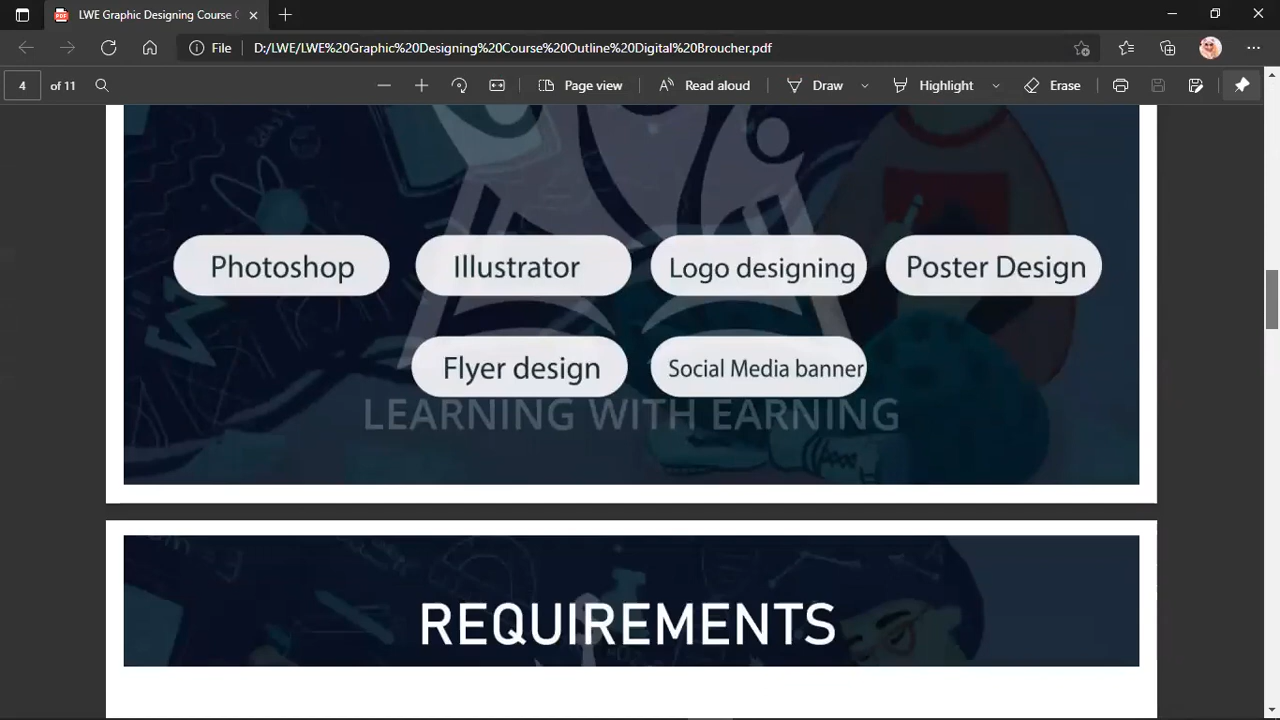 LWE Graphic Designing Course
File D:/LWE/LWE%20Graphic%20Designing%20Course%20Outline%20Digital%20Broucher.pdf
4 of 11 Page view Read aloud Draw Highlight Erase
Photoshop Illustrator Logo designing Poster Design
Flyer design Social Media banner
LEARNING WITH EARNING
REQUIREMENTS